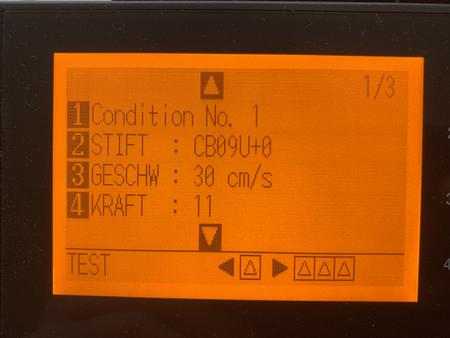 1/3
1 Condition No. 1
2 STIFT : CB09U+0
3 GESCHW : 30 cm/s
4 KRAFT : 11
TEST